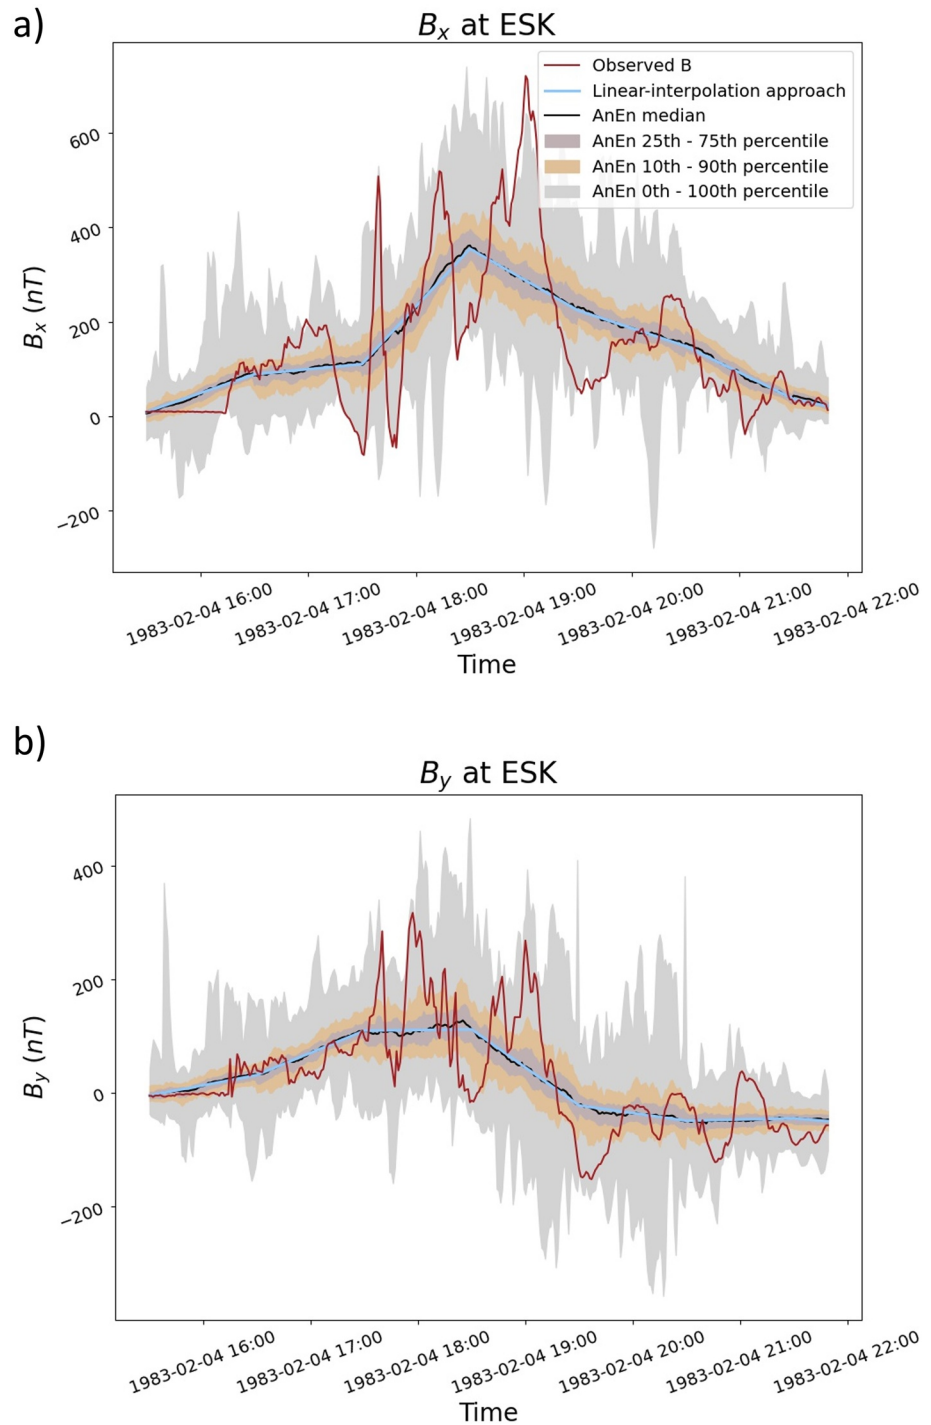 a)
Bx at ESK
Observed B
Linear-interpolation approach
AnEn median
AnEn 25th - 75th percentile
AnEn 10th - 90th percentile
AnEn 0th - 100th percentile
600
400
200
0
−200
Bx (nT)
1983-02-04 16:00
1983-02-04 17:00
1983-02-04 18:00
1983-02-04 19:00
1983-02-04 20:00
1983-02-04 21:00
1983-02-04 22:00
Time
b)
By at ESK
400
200
0
−200
By (nT)
1983-02-04 16:00
1983-02-04 17:00
1983-02-04 18:00
1983-02-04 19:00
1983-02-04 20:00
1983-02-04 21:00
1983-02-04 22:00
Time